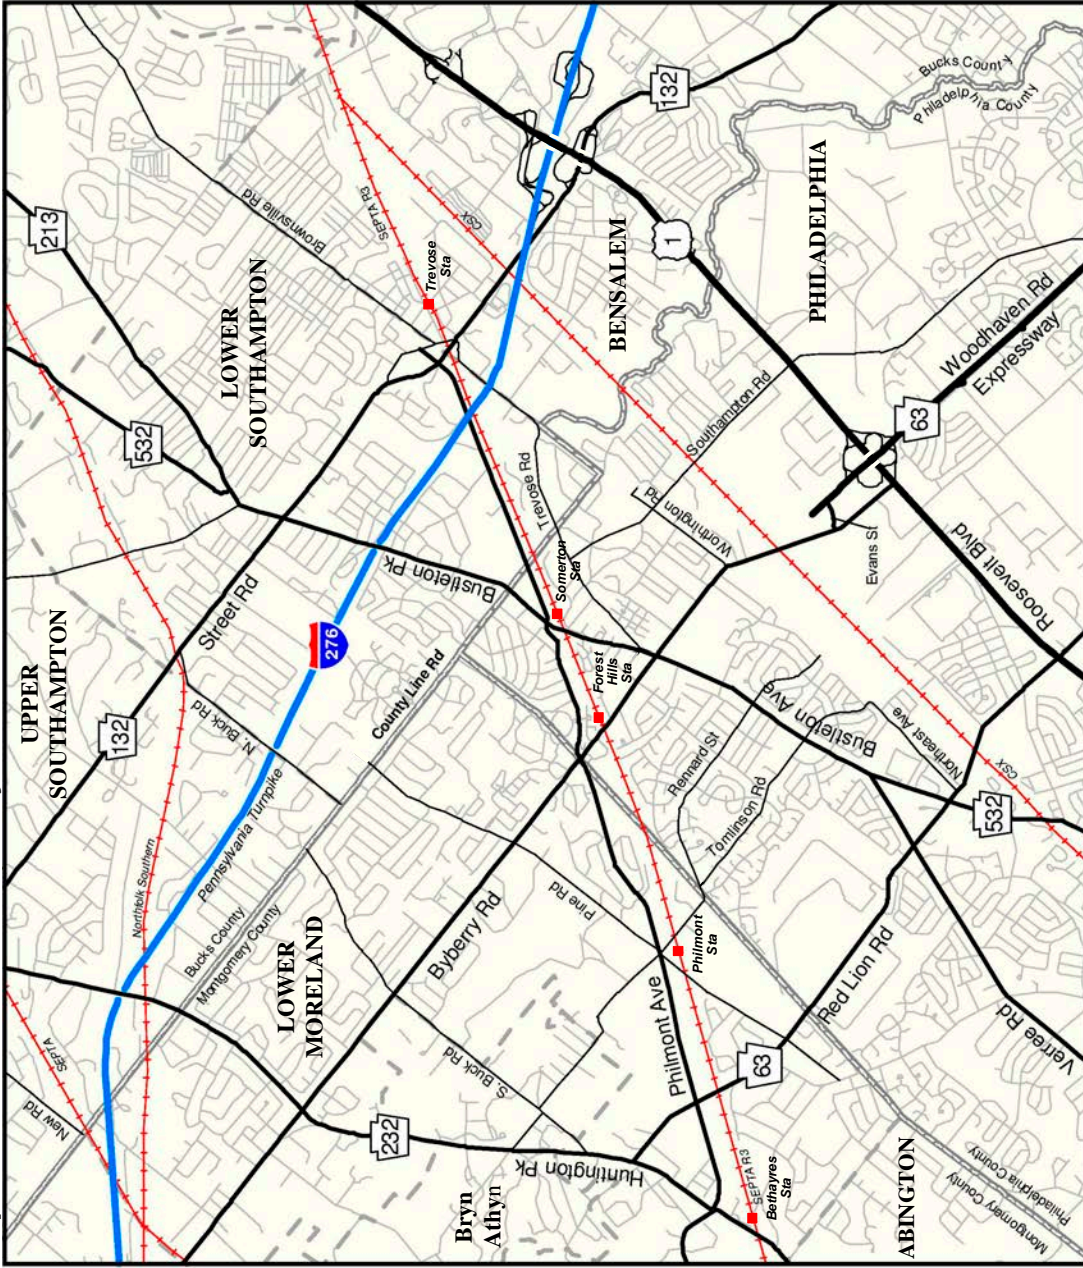 213
532
LOWER
SOUTHAMPTON
Brownsville Rd
SEPTA R3
CSX
Trevose
Sta
132
Bucks County
Philadelphia County
BENSALEM
1
PHILADELPHIA
Woodhaven Rd
Expressway
63
Southampton Rd
Worthington Rd
Trevose Rd
Evans St
Roosevelt Blvd
UPPER
SOUTHAMPTON
132
Street Rd
276
Bustleton Pk
Somerton
Sta
County Line Rd
Forest
Hills
Sta
N. Buck Rd
Pennsylvania Turnpike
Northfolk Southern
Bucks County
Montgomery County
Rennard St
Tomlinson Rd
Bustleton Ave
Northeast Ave
CSX
532
LOWER
MORELAND
Byberry Rd
Pine Rd
Philmont
Sta
Philmont Ave
Red Lion Rd
Verree Rd
63
S. Buck Rd
SEPTA
New Rd
232
Huntington Pk
Bryn
Athyn
SEPTA R3
Bethayres
Sta
ABINGTON
Montgomery County
Philadelphia County